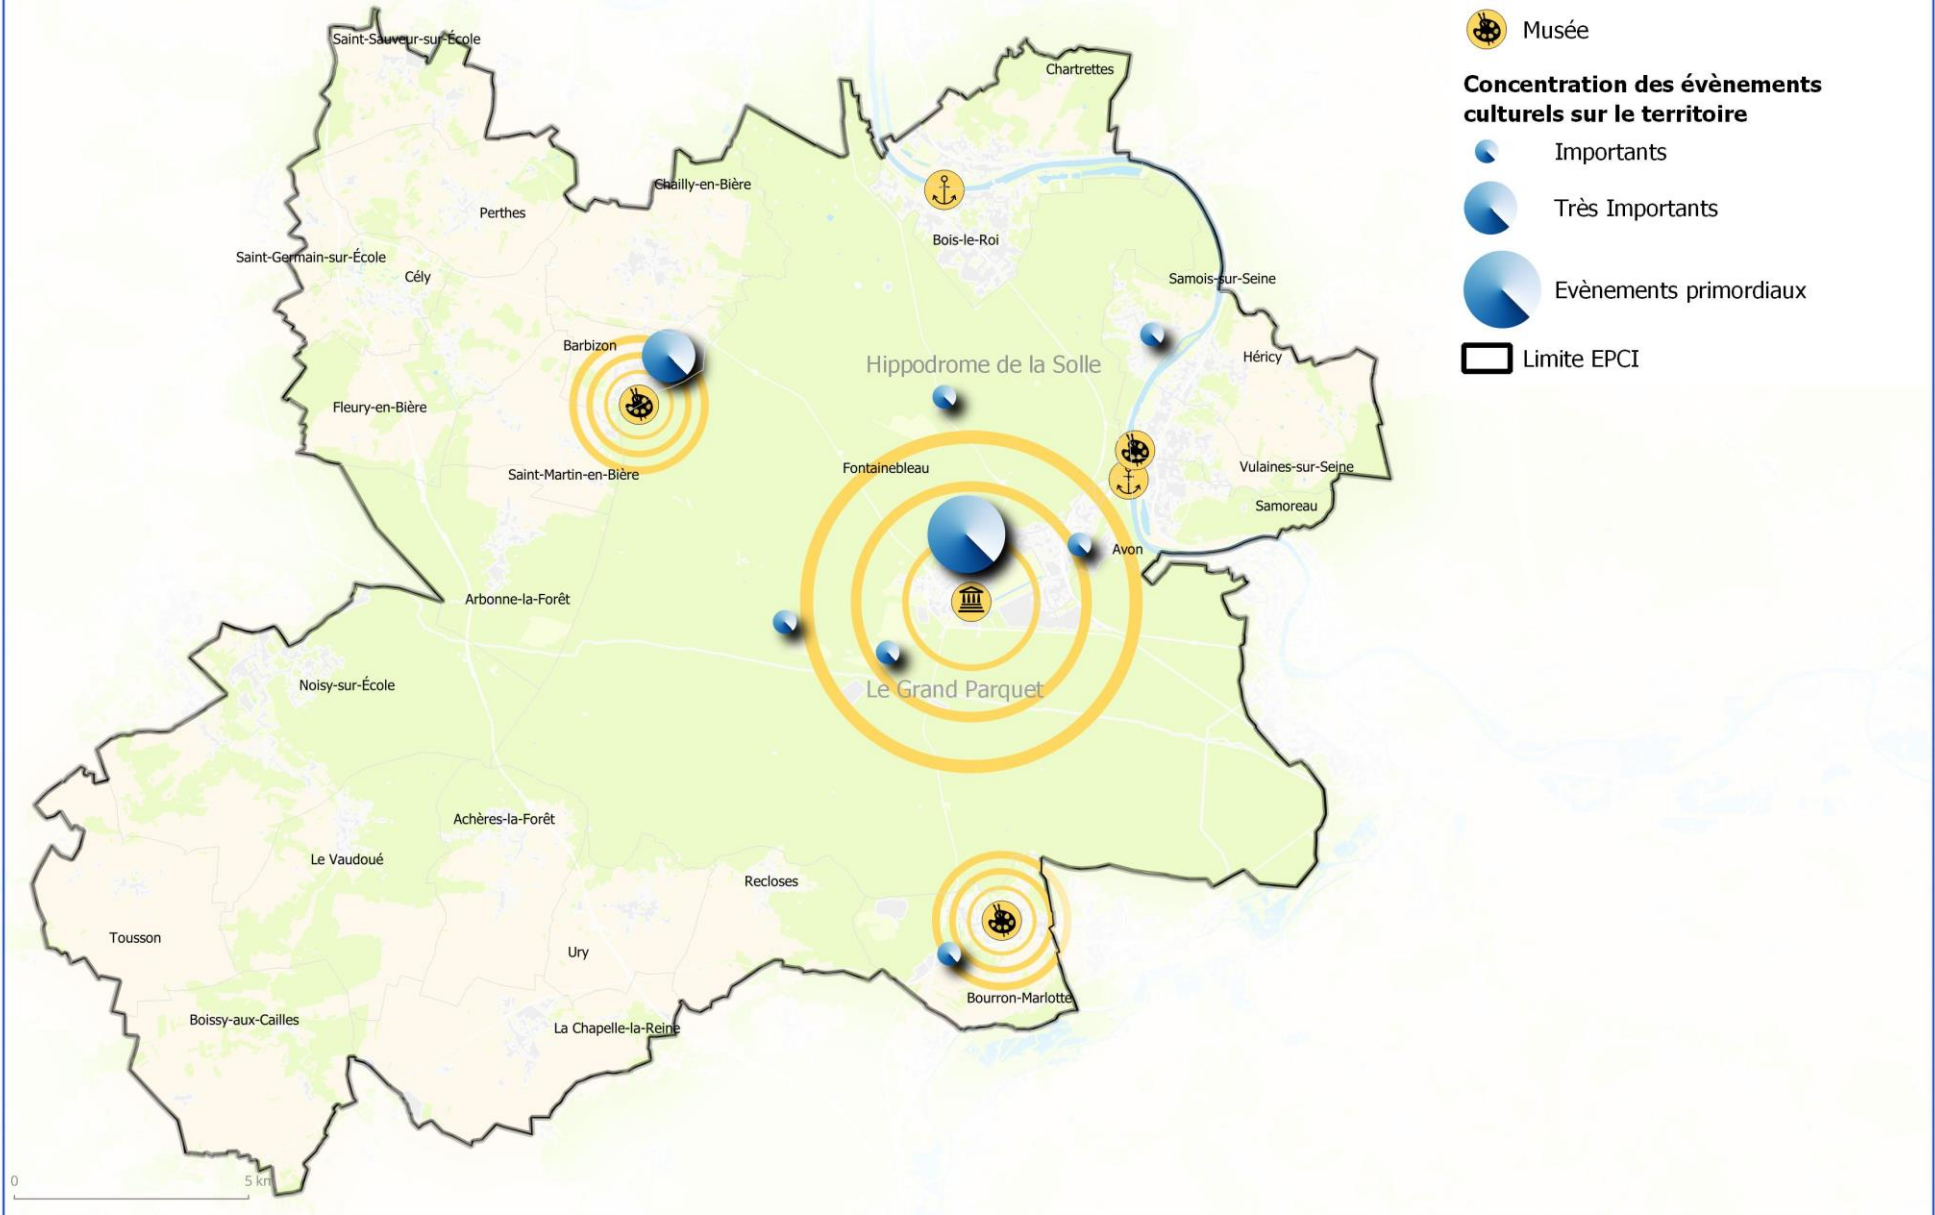 Musée
Concentration des évènements
culturels sur le territoire
Importants
Très Importants
Evènements primordiaux
Limite EPCI
Saint-Sauveur-sur-École
Chartrettes
Chailly-en-Bière
Perthes
Bois-le-Roi
Saint-Germain-sur-École
Cély
Samois-sur-Seine
Barbizon
Héricy
Hippodrome de la Solle
Fleury-en-Bière
Fontainebleau
Vulaines-sur-Seine
Saint-Martin-en-Bière
Samoreau
Avon
Arbonne-la-Forêt
Noisy-sur-École
Le Grand Parquet
Achères-la-Forêt
Le Vaudoué
Recloses
Tousson
Ury
Bourron-Marlotte
Boissy-aux-Cailles
La Chapelle-la-Reine
0
5 km